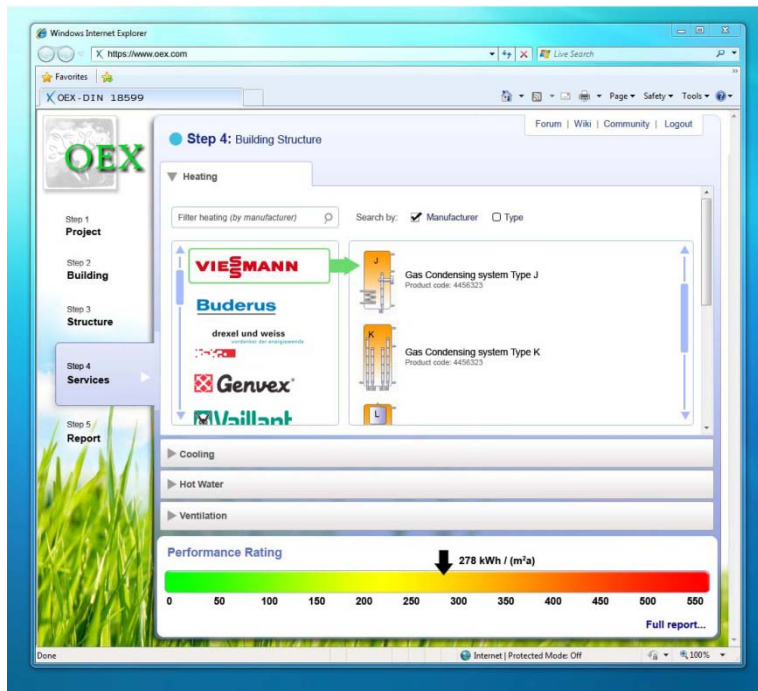 Windows Internet Explorer
https://www.oex.com
Live Search
Favorites
OEX-DIN 18599
Page Safety Tools
Forum | Wiki | Community | Logout
OEX
Step 4: Building Structure
Heating
Filter heating (by manufacturer)
Search by: Manufacturer Type
Step 1
Project
Step 2
Building
Step 3
Structure
Step 4
Services
Step 5
Report
VIESSMANN
Buderus
drexel und weiss
vordenker der energiewende
Genvex
Vaillant
J
Gas Condensing system Type J
Product code: 4456323
K
Gas Condensing system Type K
Product code: 4456323
L
Cooling
Hot Water
Ventilation
Performance Rating
278 kWh / (m²a)
0 50 100 150 200 250 300 350 400 450 500 550
Full report...
Done
Internet | Protected Mode: Off
100%